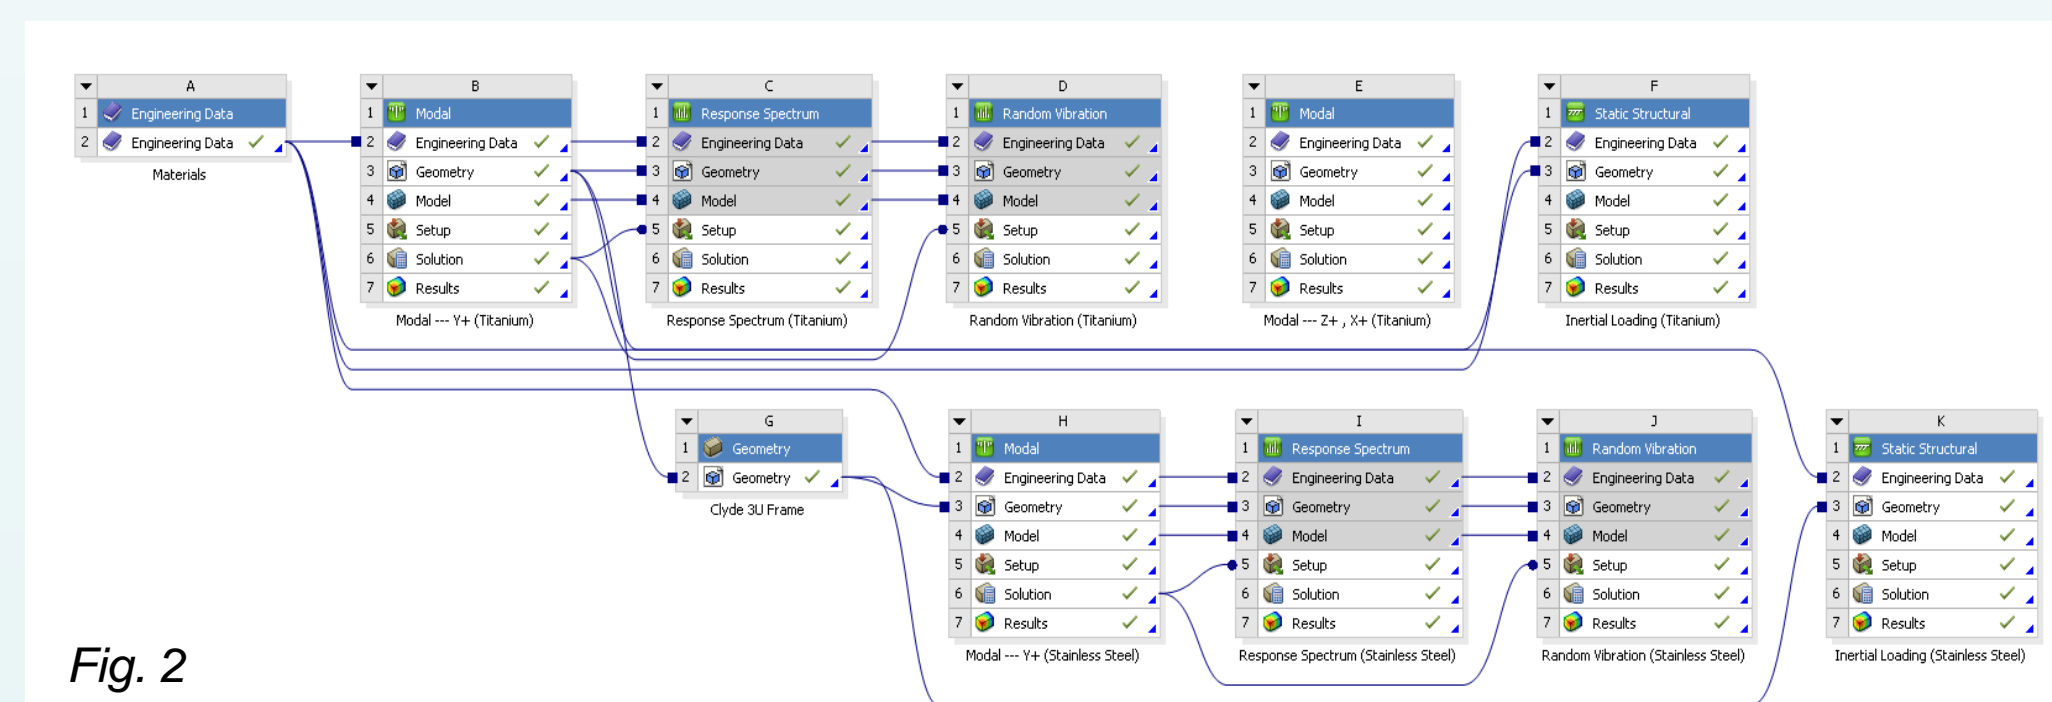 A
1 Engineering Data
2 Engineering Data
Materials
B
1 Modal
2 Engineering Data
3 Geometry
4 Model
5 Setup
6 Solution
7 Results
Modal --- Y+ (Titanium)
C
1 Response Spectrum
2 Engineering Data
3 Geometry
4 Model
5 Setup
6 Solution
7 Results
Response Spectrum (Titanium)
D
1 Random Vibration
2 Engineering Data
3 Geometry
4 Model
5 Setup
6 Solution
7 Results
Random Vibration (Titanium)
E
1 Modal
2 Engineering Data
3 Geometry
4 Model
5 Setup
6 Solution
7 Results
Modal --- Z+ , X+ (Titanium)
F
1 Static Structural
2 Engineering Data
3 Geometry
4 Model
5 Setup
6 Solution
7 Results
Inertial Loading (Titanium)
G
1 Geometry
2 Geometry
Clyde 3U Frame
H
1 Modal
2 Engineering Data
3 Geometry
4 Model
5 Setup
6 Solution
7 Results
Modal --- Y+ (Stainless Steel)
I
1 Response Spectrum
2 Engineering Data
3 Geometry
4 Model
5 Setup
6 Solution
7 Results
Response Spectrum (Stainless Steel)
J
1 Random Vibration
2 Engineering Data
3 Geometry
4 Model
5 Setup
6 Solution
7 Results
Random Vibration (Stainless Steel)
K
1 Static Structural
2 Engineering Data
3 Geometry
4 Model
5 Setup
6 Solution
7 Results
Inertial Loading (Stainless Steel)
Fig. 2